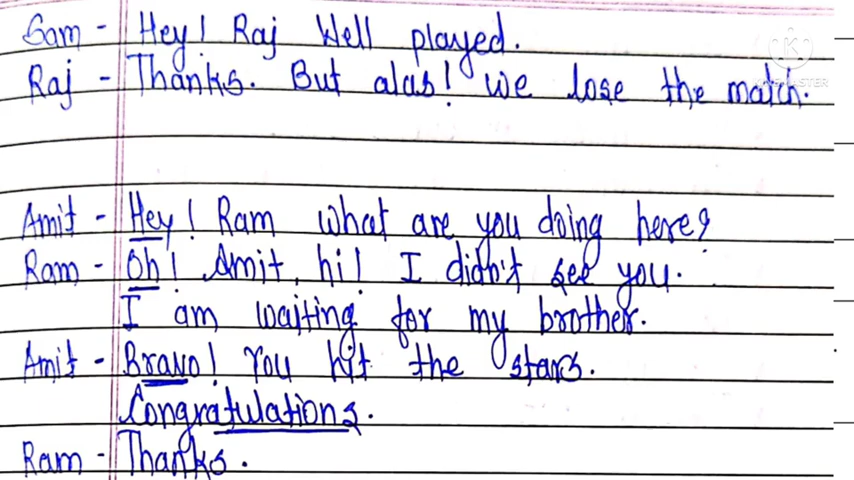 Sam - Hey! Raj Well played.
Raj - Thanks. But alas! we lose the match.
Amit - Hey! Ram what are you doing here?
Ram - Oh! Amit, hi! I didn't see you.
I am waiting for my brother.
Amit - Bravo! You hit the stars.
Congratulations.
Ram - Thanks.